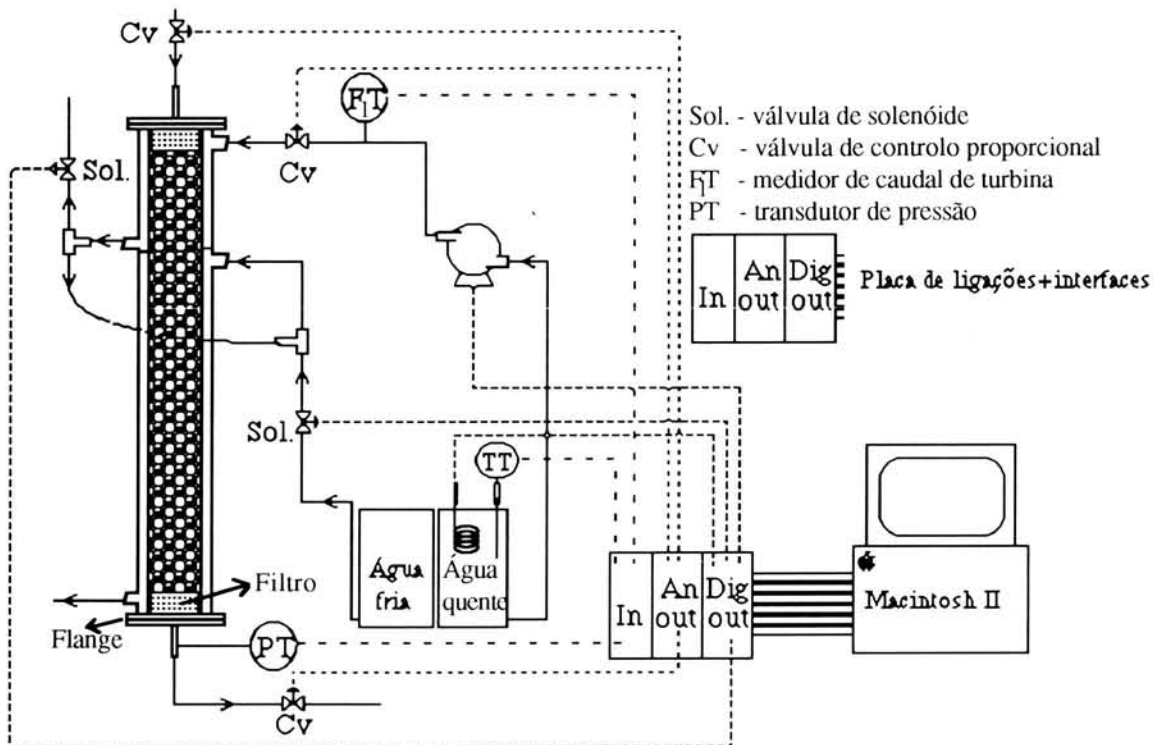 Cv
FT
Cv
Sol.
Sol. - válvula de solenóide
Cv - válvula de controlo proporcional
FT - medidor de caudal de turbina
PT - transdutor de pressão
In
An out
Dig out
Placa de ligações+interfaces
Sol.
TT
Água fria
Água quente
Filtro
Flange
PT
Cv
In
An out
Dig out
Macintosh II